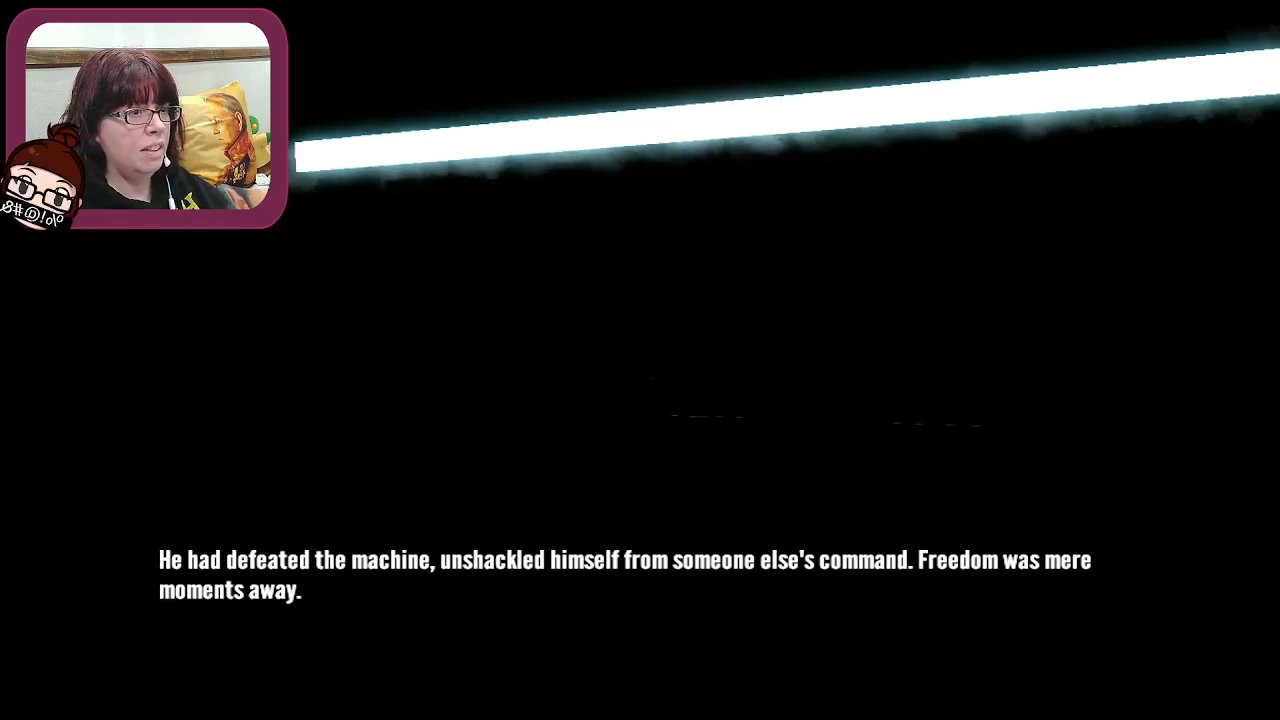 &#@!%
He had defeated the machine, unshackled himself from someone else's command. Freedom was mere
moments away.